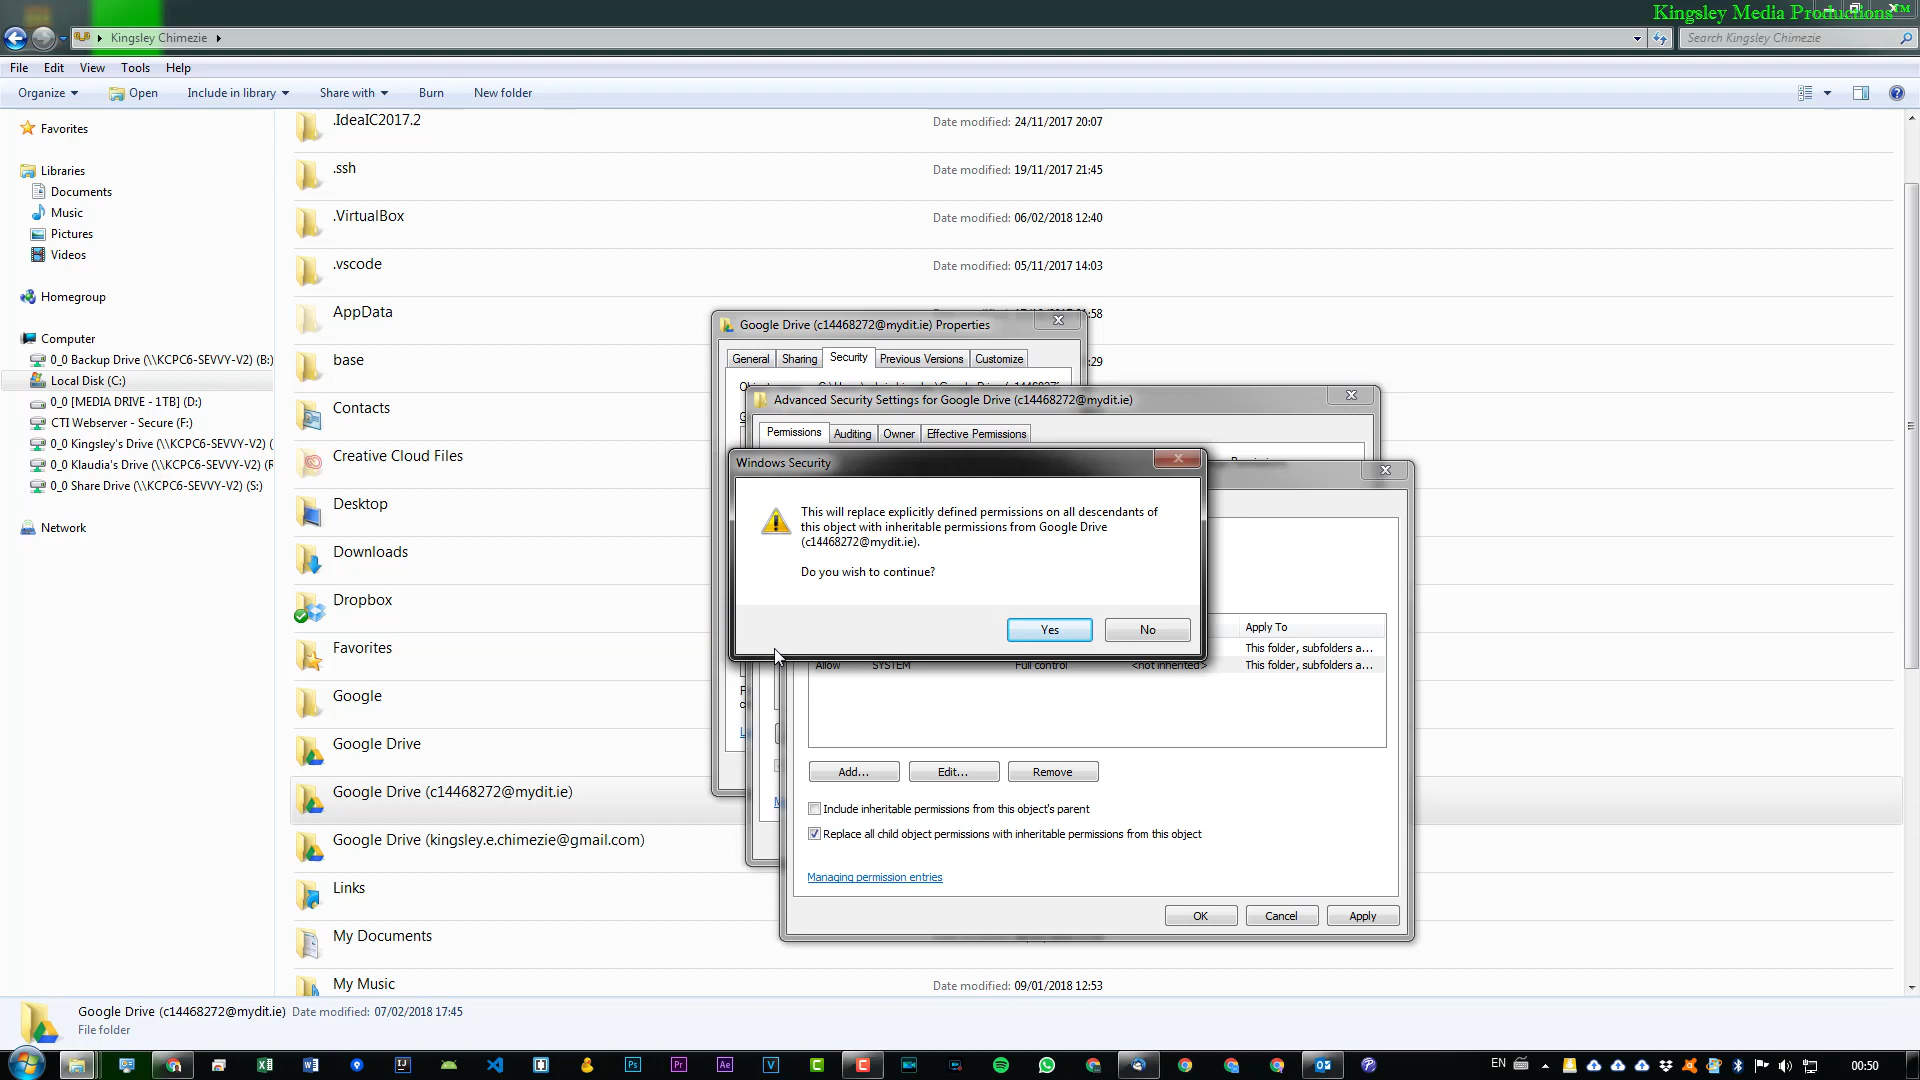 Kingsley Media Productions™
Kingsley Chimezie
Search Kingsley Chimezie
File Edit View Tools Help
Organize Open Include in library Share with Burn New folder
Favorites
Libraries
Documents
Music
Pictures
Videos
Homegroup
Computer
0_0 Backup Drive (\\KCPC6-SEVVY-V2) (B:)
Local Disk (C:)
0_0 [MEDIA DRIVE - 1TB] (D:)
CTI Webserver - Secure (F:)
0_0 Kingsley's Drive (\\KCPC6-SEVVY-V2) (
0_0 Klaudia's Drive (\\KCPC6-SEVVY-V2) (R
0_0 Share Drive (\\KCPC6-SEVVY-V2) (S:)
Network
.IdeaIC2017.2 Date modified: 24/11/2017 20:07
.ssh Date modified: 19/11/2017 21:45
.VirtualBox Date modified: 06/02/2018 12:40
.vscode Date modified: 05/11/2017 14:03
AppData :58
base :29
Contacts
Creative Cloud Files
Desktop
Downloads
Dropbox
Favorites
Google
Google Drive
Google Drive (c14468272@mydit.ie)
Google Drive (kingsley.e.chimezie@gmail.com)
Links
My Documents
My Music Date modified: 09/01/2018 12:53
Google Drive (c14468272@mydit.ie) Properties
General Sharing Security Previous Versions Customize
Advanced Security Settings for Google Drive (c14468272@mydit.ie)
Permissions Auditing Owner Effective Permissions
Windows Security
This will replace explicitly defined permissions on all descendants of
this object with inheritable permissions from Google Drive
(c14468272@mydit.ie).
Do you wish to continue?
Yes No
Apply To
This folder, subfolders a...
Allow SYSTEM Full control <not inherited> This folder, subfolders a...
Add... Edit... Remove
Include inheritable permissions from this object's parent
Replace all child object permissions with inheritable permissions from this object
Managing permission entries
OK Cancel Apply
Google Drive (c14468272@mydit.ie) Date modified: 07/02/2018 17:45
File folder
EN 00:50